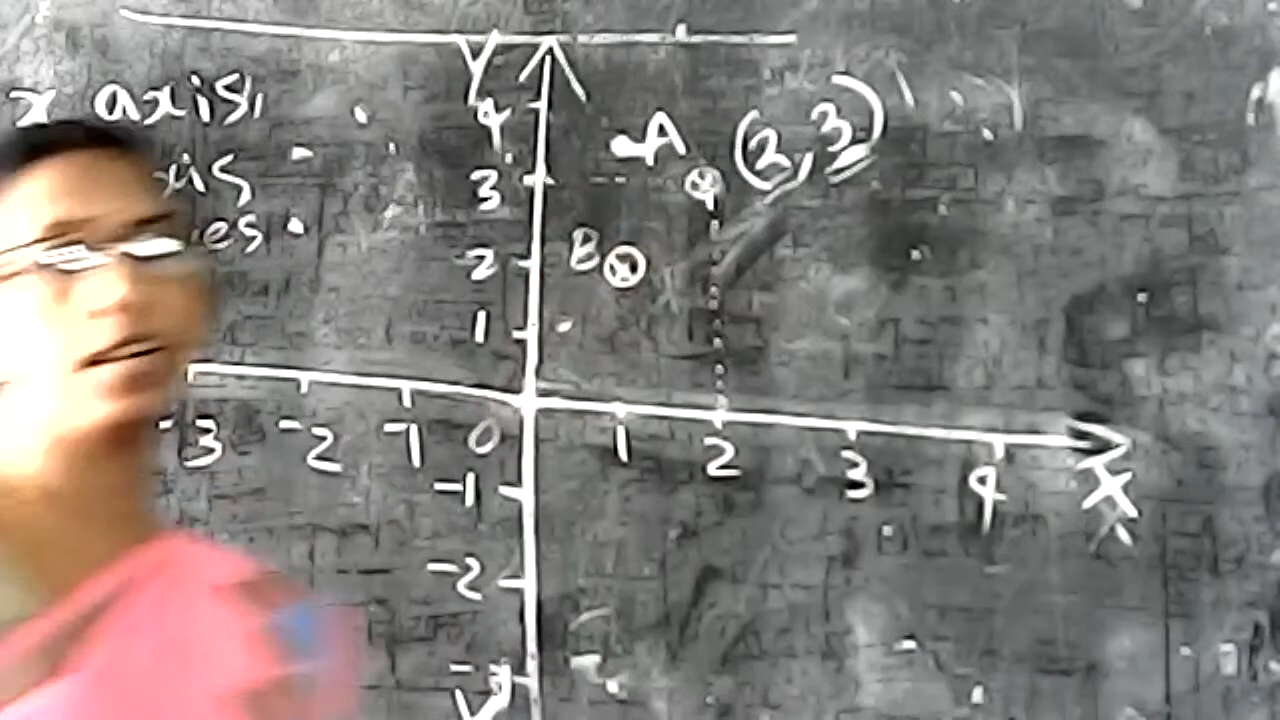 x axis,
xis
es.
Y
4
A (2,3)
3
B
2
1
-3 -2 -1 0 1 2 3 4 X
-1
-2